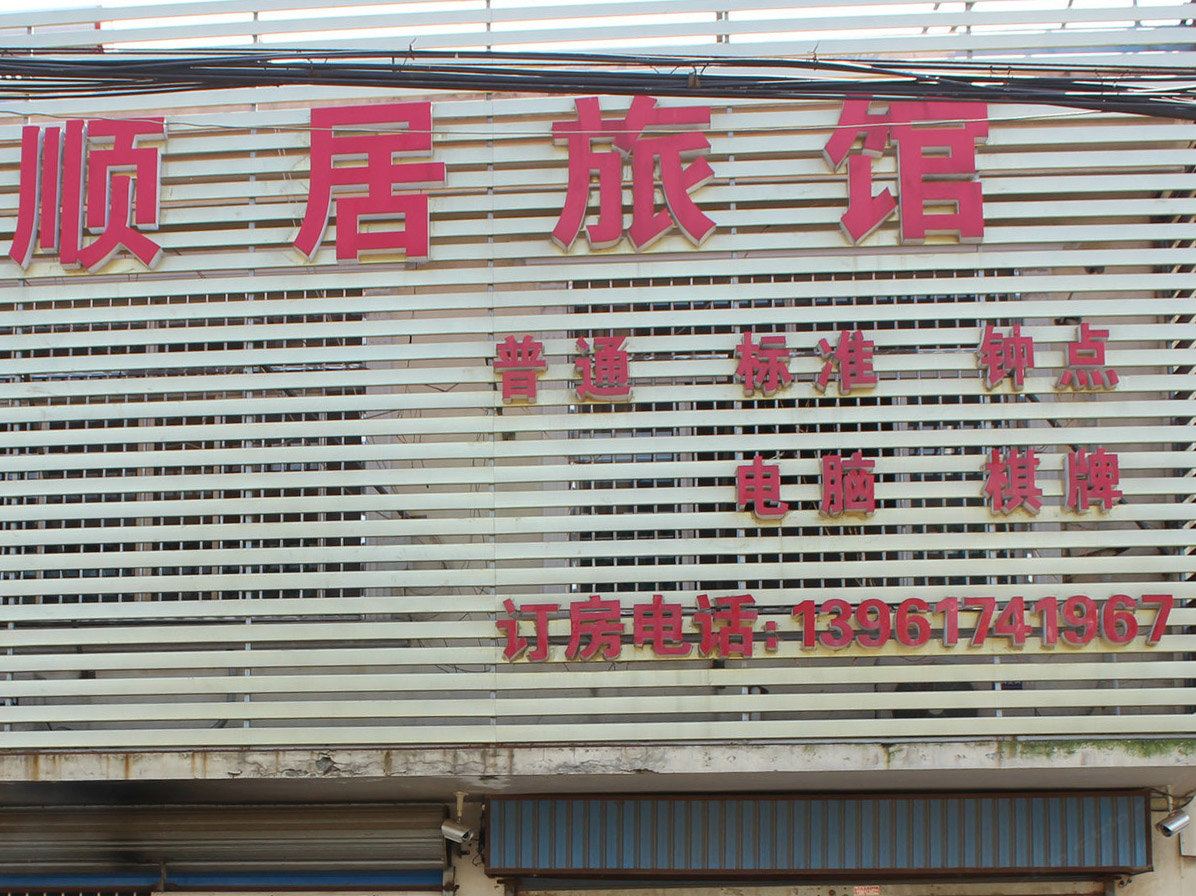 顺居旅馆
普通 标准 钟点
电脑 棋牌
订房电话:13961741967